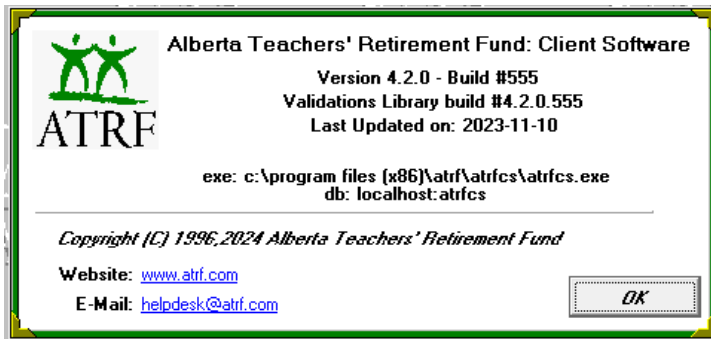 Alberta Teachers' Retirement Fund: Client Software
Version 4.2.0 - Build #555
Validations Library build #4.2.0.555
Last Updated on: 2023-11-10
ATRF
exe: c:\program files (x86)\atrf\atrfcs\atrfcs.exe
db: localhost:atrfcs
Copyright (C) 1996,2024 Alberta Teachers' Retirement Fund
Website: www.atrf.com
E-Mail: helpdesk@atrf.com
OK